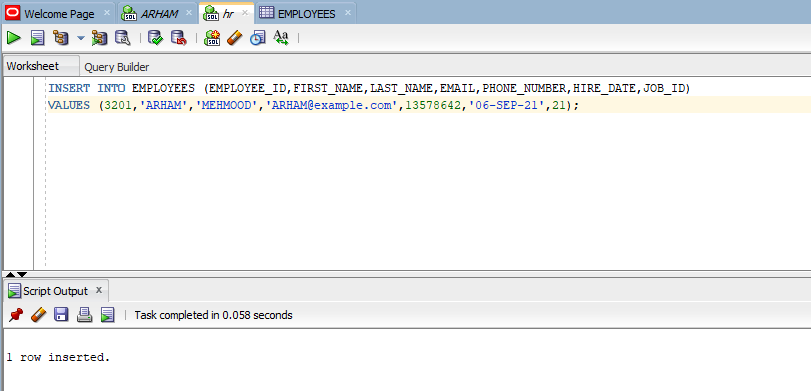 Welcome Page ARHAM hr EMPLOYEES
Worksheet Query Builder
INSERT INTO EMPLOYEES (EMPLOYEE_ID,FIRST_NAME,LAST_NAME,EMAIL,PHONE_NUMBER,HIRE_DATE,JOB_ID)
VALUES (3201,'ARHAM','MEHMOOD','ARHAM@example.com',13578642,'06-SEP-21',21);
Script Output x
Task completed in 0.058 seconds
1 row inserted.